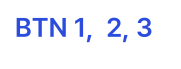 BTN 1, 2, 3